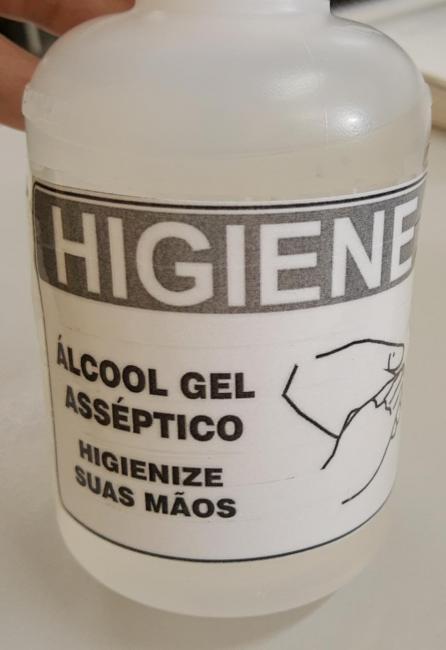 HIGIENE
ÁLCOOL GEL
ASSÉPTICO
HIGIENIZE
SUAS MÃOS